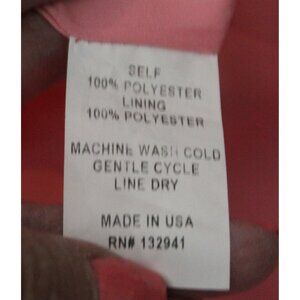 SELF
100% POLYESTER
LINING
100% POLYESTER
MACHINE WASH COLD
GENTLE CYCLE
LINE DRY
MADE IN USA
RN# 132941